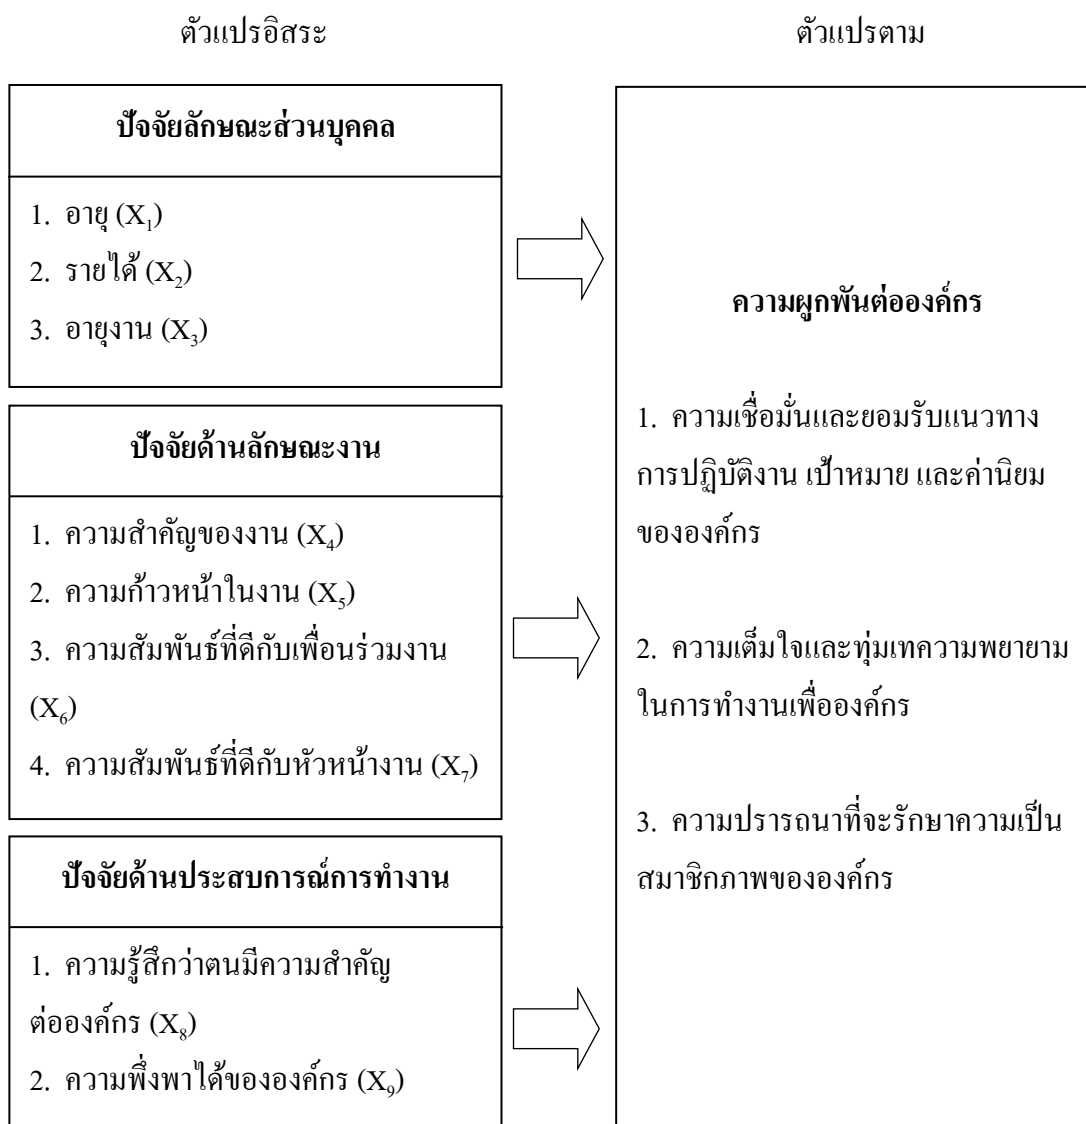 ตัวแปรอิสระ
ตัวแปรตาม
ปัจจัยลักษณะส่วนบุคคล
1. อายุ (X₁)
2. รายได้ (X₂)
3. อายุงาน (X₃)
ปัจจัยด้านลักษณะงาน
1. ความสำคัญของงาน (X₄)
2. ความก้าวหน้าในงาน (X₅)
3. ความสัมพันธ์ที่ดีกับเพื่อนร่วมงาน
(X₆)
4. ความสัมพันธ์ที่ดีกับหัวหน้างาน (X₇)
ปัจจัยด้านประสบการณ์การทำงาน
1. ความรู้สึกว่าตนมีความสำคัญ
ต่อองค์กร (X₈)
2. ความพึ่งพาได้ขององค์กร (X₉)
ความผูกพันต่อองค์กร
1. ความเชื่อมั่นและยอมรับแนวทาง
การปฏิบัติงาน เป้าหมาย และค่านิยม
ขององค์กร
2. ความเต็มใจและทุ่มเทความพยายาม
ในการทำงานเพื่อองค์กร
3. ความปรารถนาที่จะรักษาความเป็น
สมาชิกภาพขององค์กร